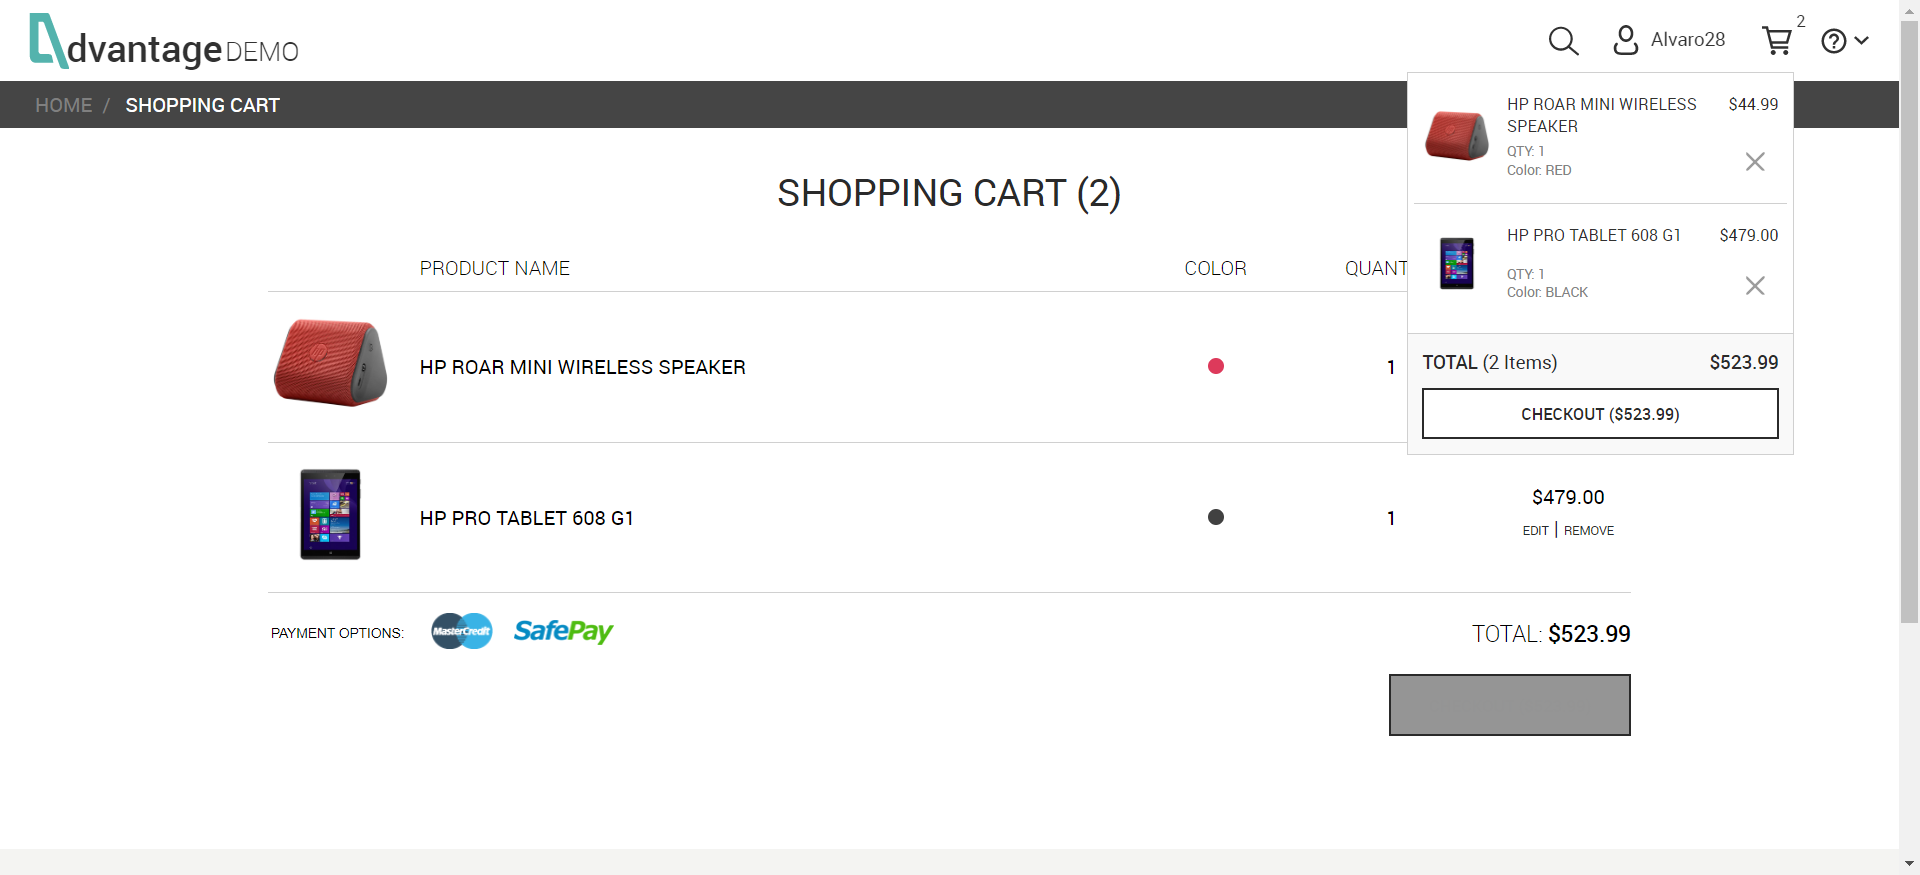 dvantage DEMO
Alvaro28
2
HOME / SHOPPING CART
HP ROAR MINI WIRELESS SPEAKER
$44.99
QTY: 1
Color: RED
HP PRO TABLET 608 G1
$479.00
QTY: 1
Color: BLACK
TOTAL (2 Items)
$523.99
CHECKOUT ($523.99)
SHOPPING CART (2)
PRODUCT NAME
COLOR
QUANT
HP ROAR MINI WIRELESS SPEAKER
1
HP PRO TABLET 608 G1
1
$479.00
EDIT | REMOVE
PAYMENT OPTIONS:
MasterCredit
SafePay
TOTAL: $523.99